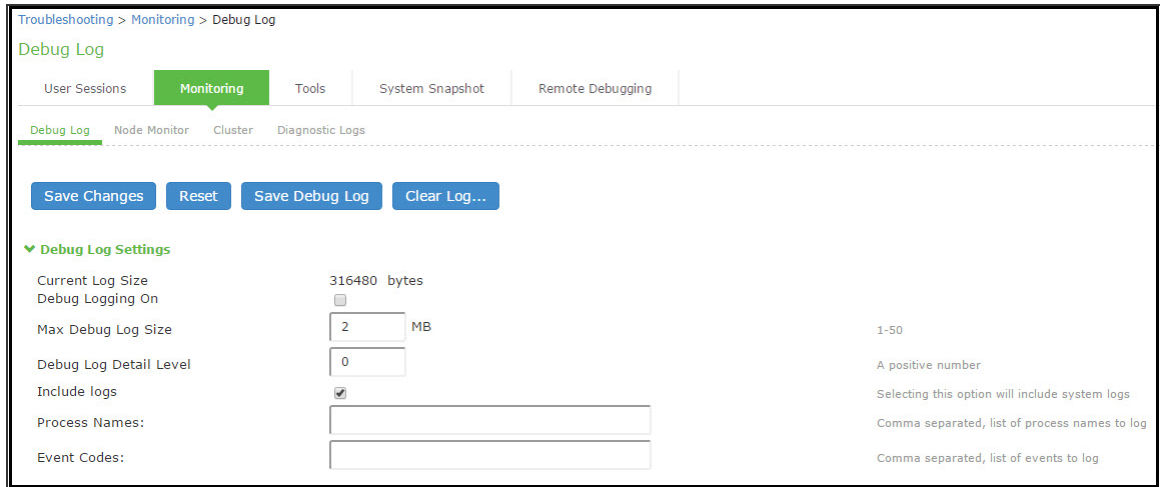 Troubleshooting > Monitoring > Debug Log
Debug Log
User Sessions Monitoring Tools System Snapshot Remote Debugging
Debug Log Node Monitor Cluster Diagnostic Logs
Save Changes Reset Save Debug Log Clear Log...
Debug Log Settings
Current Log Size 316480 bytes
Debug Logging On
Max Debug Log Size 2 MB 1-50
Debug Log Detail Level 0 A positive number
Include logs Selecting this option will include system logs
Process Names: Comma separated, list of process names to log
Event Codes: Comma separated, list of events to log